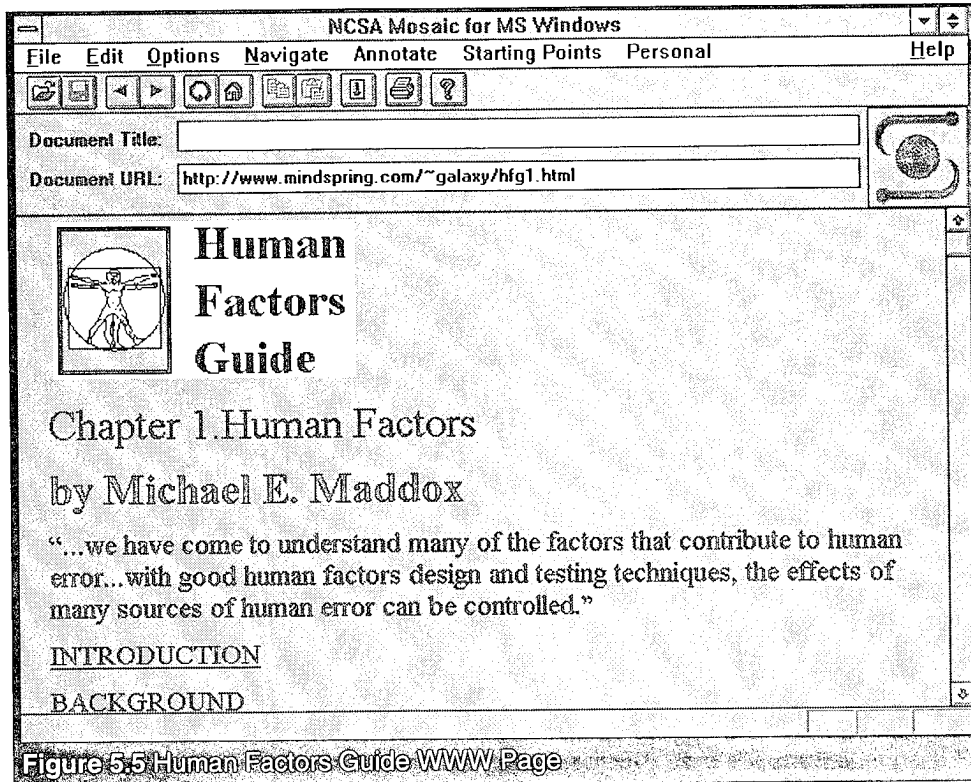 NCSA Mosaic for MS Windows
File Edit Options Navigate Annotate Starting Points Personal Help
?
Document Title:
Document URL: http://www.mindspring.com/~galaxy/hfg1.html
Human
Factors
Guide
Chapter 1.Human Factors
by Michael E. Maddox
“...we have come to understand many of the factors that contribute to human
error...with good human factors design and testing techniques, the effects of
many sources of human error can be controlled.”
INTRODUCTION
BACKGROUND
Figure 5.5 Human Factors Guide WWW Page